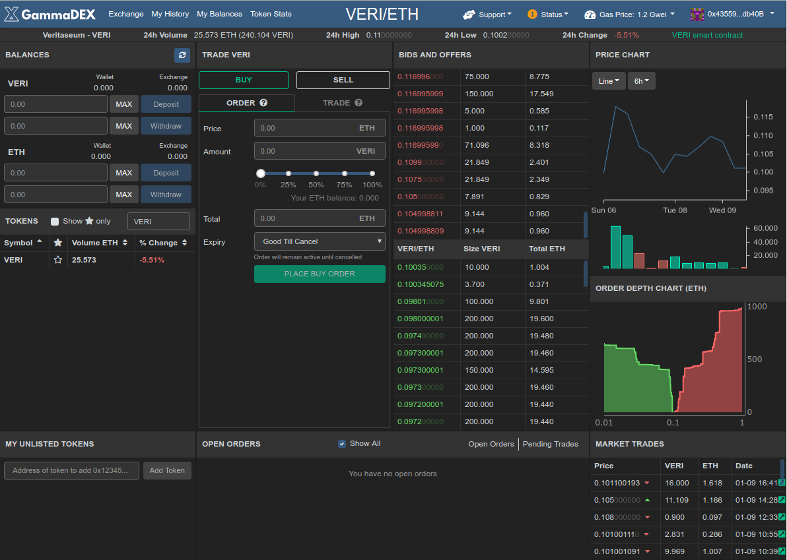 GammaDEX Exchange My History My Balances Token Stats VERI/ETH Support Status Gas Price: 1.2 Gwei 0x43559...db40B
Veritaseum - VERI 24h Volume 25.573 ETH (240.104 VERI) 24h High 0.110000000 24h Low 0.100200000 24h Change -5.51% VERI smart contract
BALANCES
VERI
Wallet
0.000
Exchange
0.000
0.00 MAX Deposit
0.00 MAX Withdraw
ETH
Wallet
0.000
Exchange
0.000
0.00 MAX Deposit
0.00 MAX Withdraw
TOKENS Show only VERI
Symbol Volume ETH % Change
VERI 25.573 -5.51%
MY UNLISTED TOKENS
Address of token to add 0x12345... Add Token
TRADE VERI
BUY SELL
ORDER TRADE
Price 0.00 ETH
Amount 0.00 VERI
0% 25% 50% 75% 100%
Your ETH balance: 0.000
Total 0.00 ETH
Expiry Good Till Cancel
Order will remain active until cancelled
PLACE BUY ORDER
BIDS AND OFFERS
0.116996000 75.000 8.775
0.116995999 150.000 17.549
0.116995998 5.000 0.585
0.116995998 1.000 0.117
0.116995990 71.096 8.318
0.109900000 21.849 2.401
0.107500000 21.849 2.349
0.105000000 7.891 0.829
0.104998811 9.144 0.960
0.104998809 9.144 0.960
VERI/ETH Size VERI Total ETH
0.100350000 10.000 1.004
0.100345075 3.700 0.371
0.098010000 100.000 9.801
0.098000001 200.000 19.600
0.097400000 200.000 19.480
0.097300001 200.000 19.460
0.097300001 150.000 14.595
0.097300000 200.000 19.460
0.097200001 200.000 19.440
0.097200000 200.000 19.440
OPEN ORDERS Show All Open Orders Pending Trades
You have no open orders
PRICE CHART
Line 6h
0.115
0.110
0.105
0.100
0.095
Sun 06 Tue 08 Wed 09
60.000
40.000
20.000
ORDER DEPTH CHART (ETH)
1000
500
0
0.01 0.1 1
MARKET TRADES
Price VERI ETH Date
0.101100193 16.000 1.618 01-09 16:41
0.105000000 11.109 1.166 01-09 14:28
0.108000000 0.900 0.097 01-09 12:33
0.101001110 2.831 0.286 01-09 10:55
0.101001091 9.969 1.007 01-09 10:39